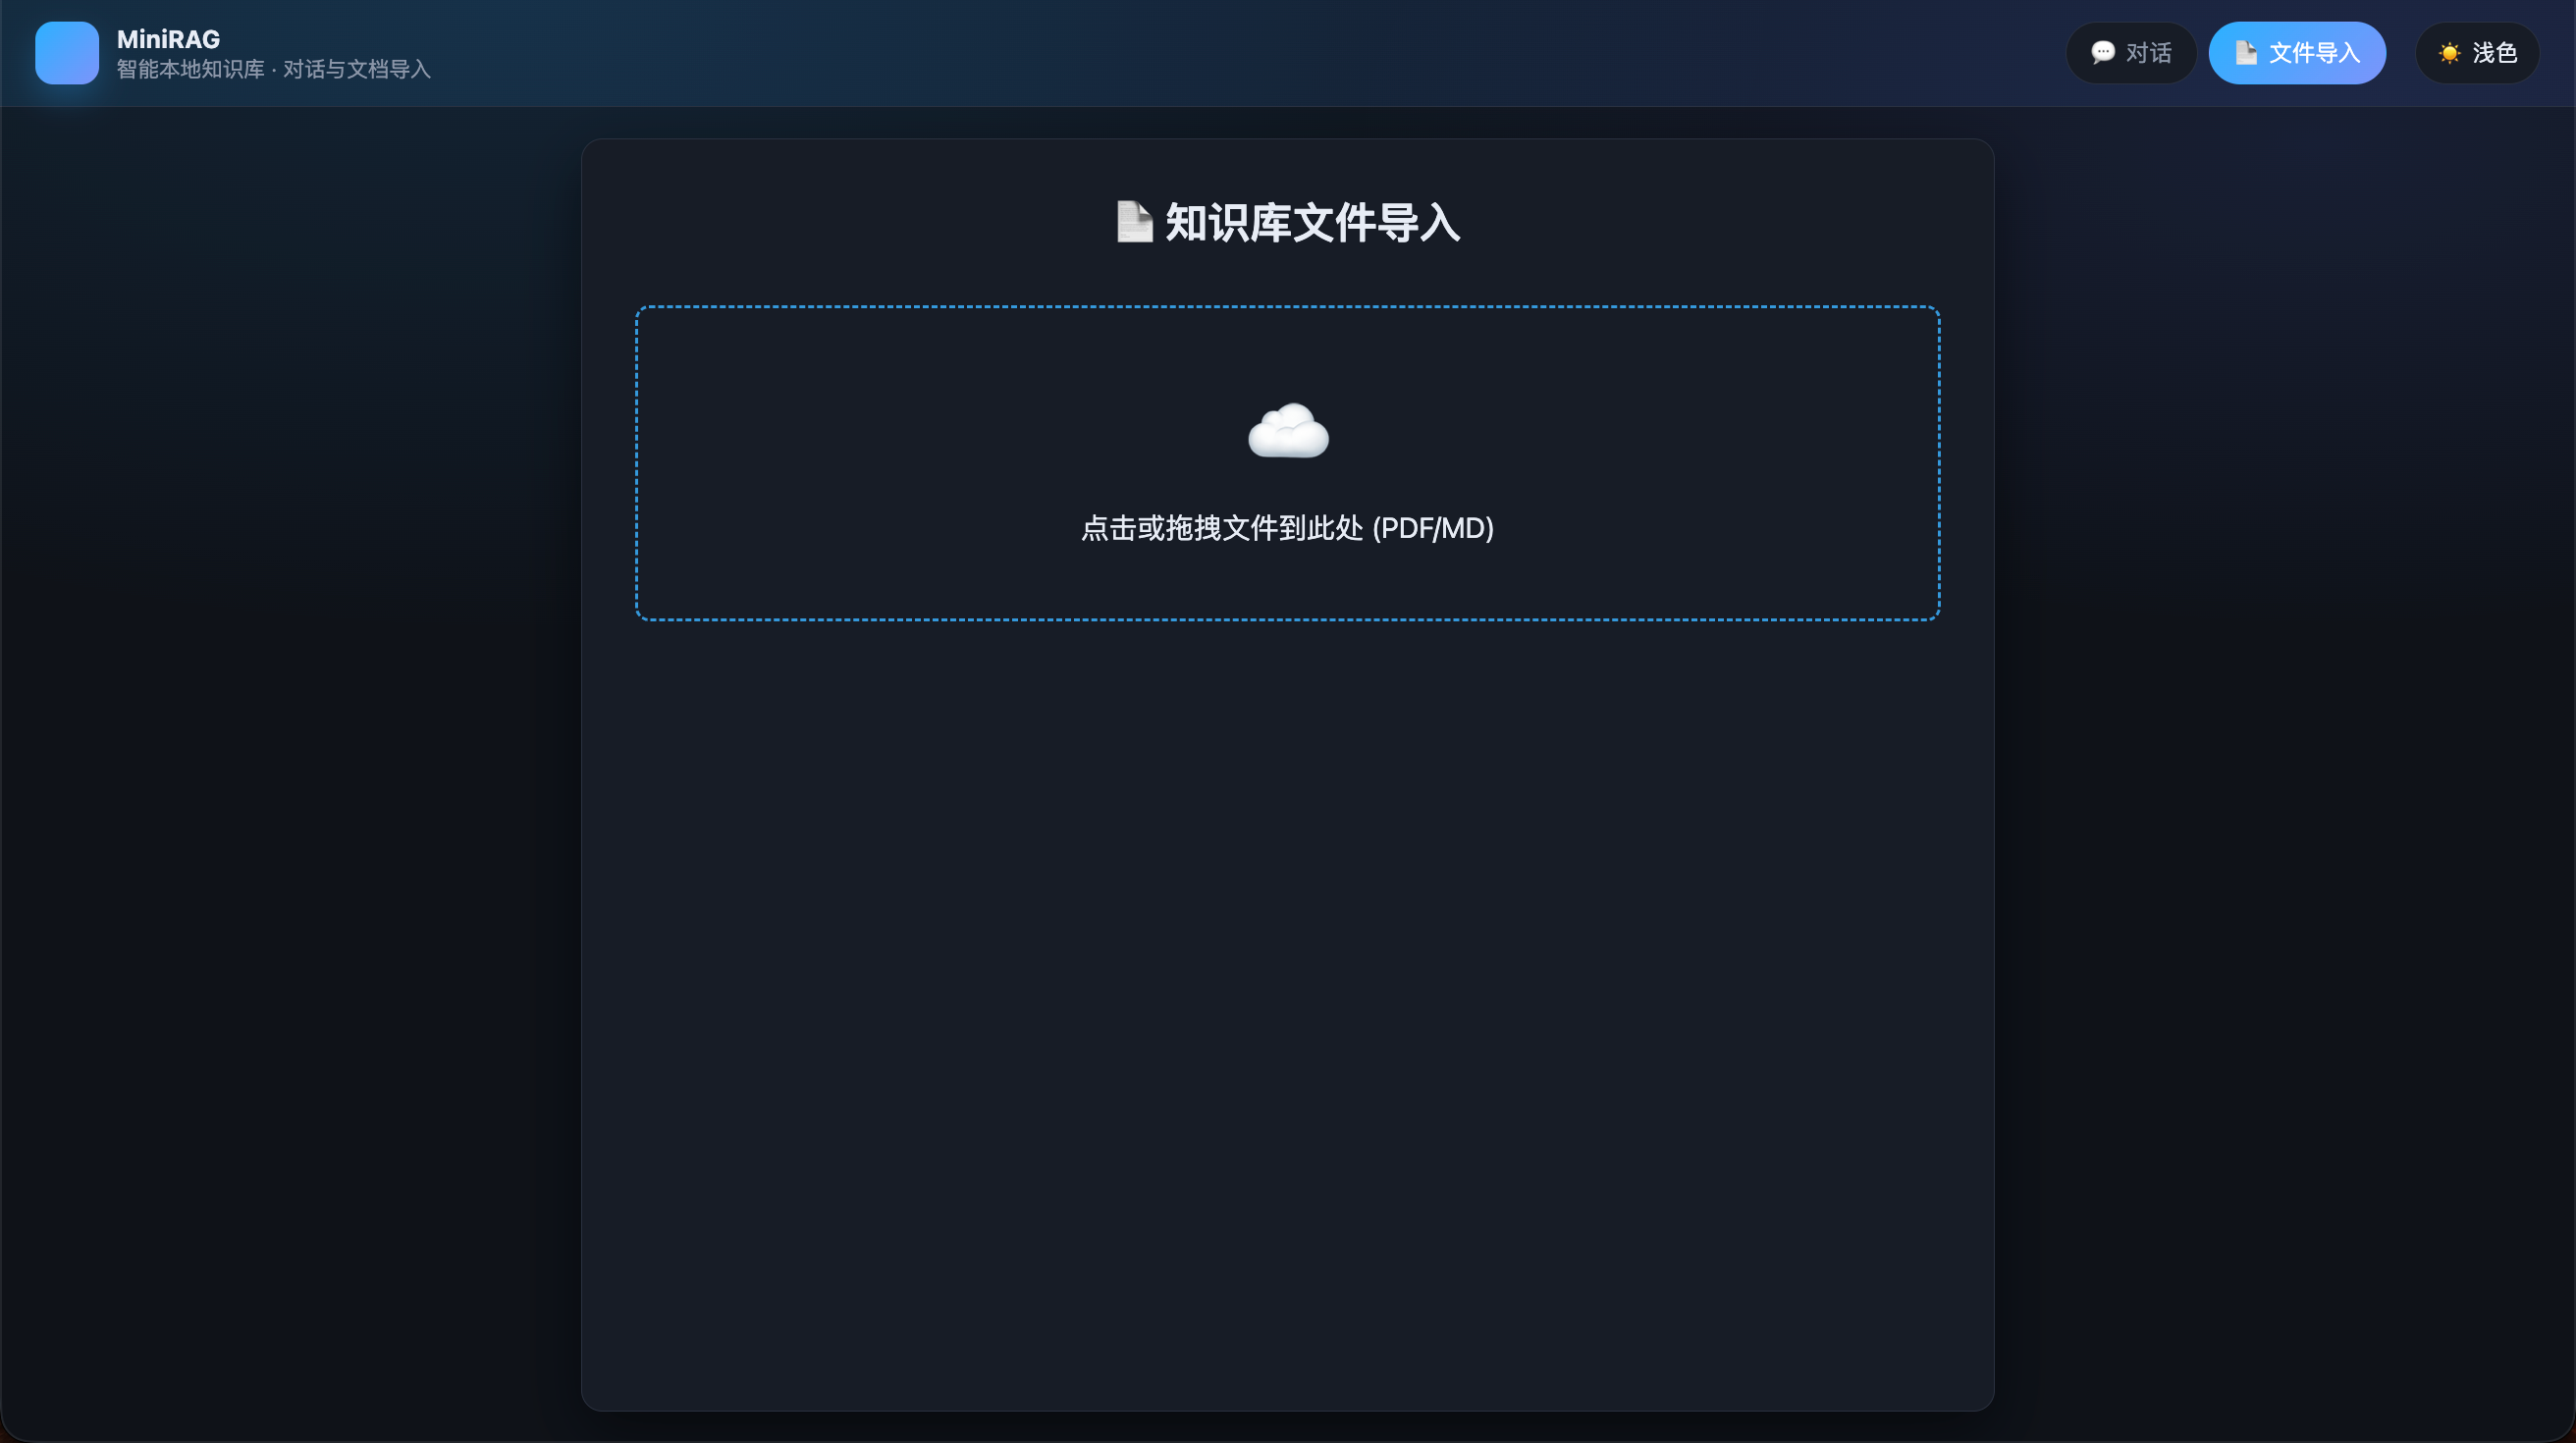 MiniRAG
智能本地知识库 · 对话与文档导入
💬 对话
📄 文件导入
☀️ 浅色
📄 知识库文件导入
点击或拖拽文件到此处 (PDF/MD)